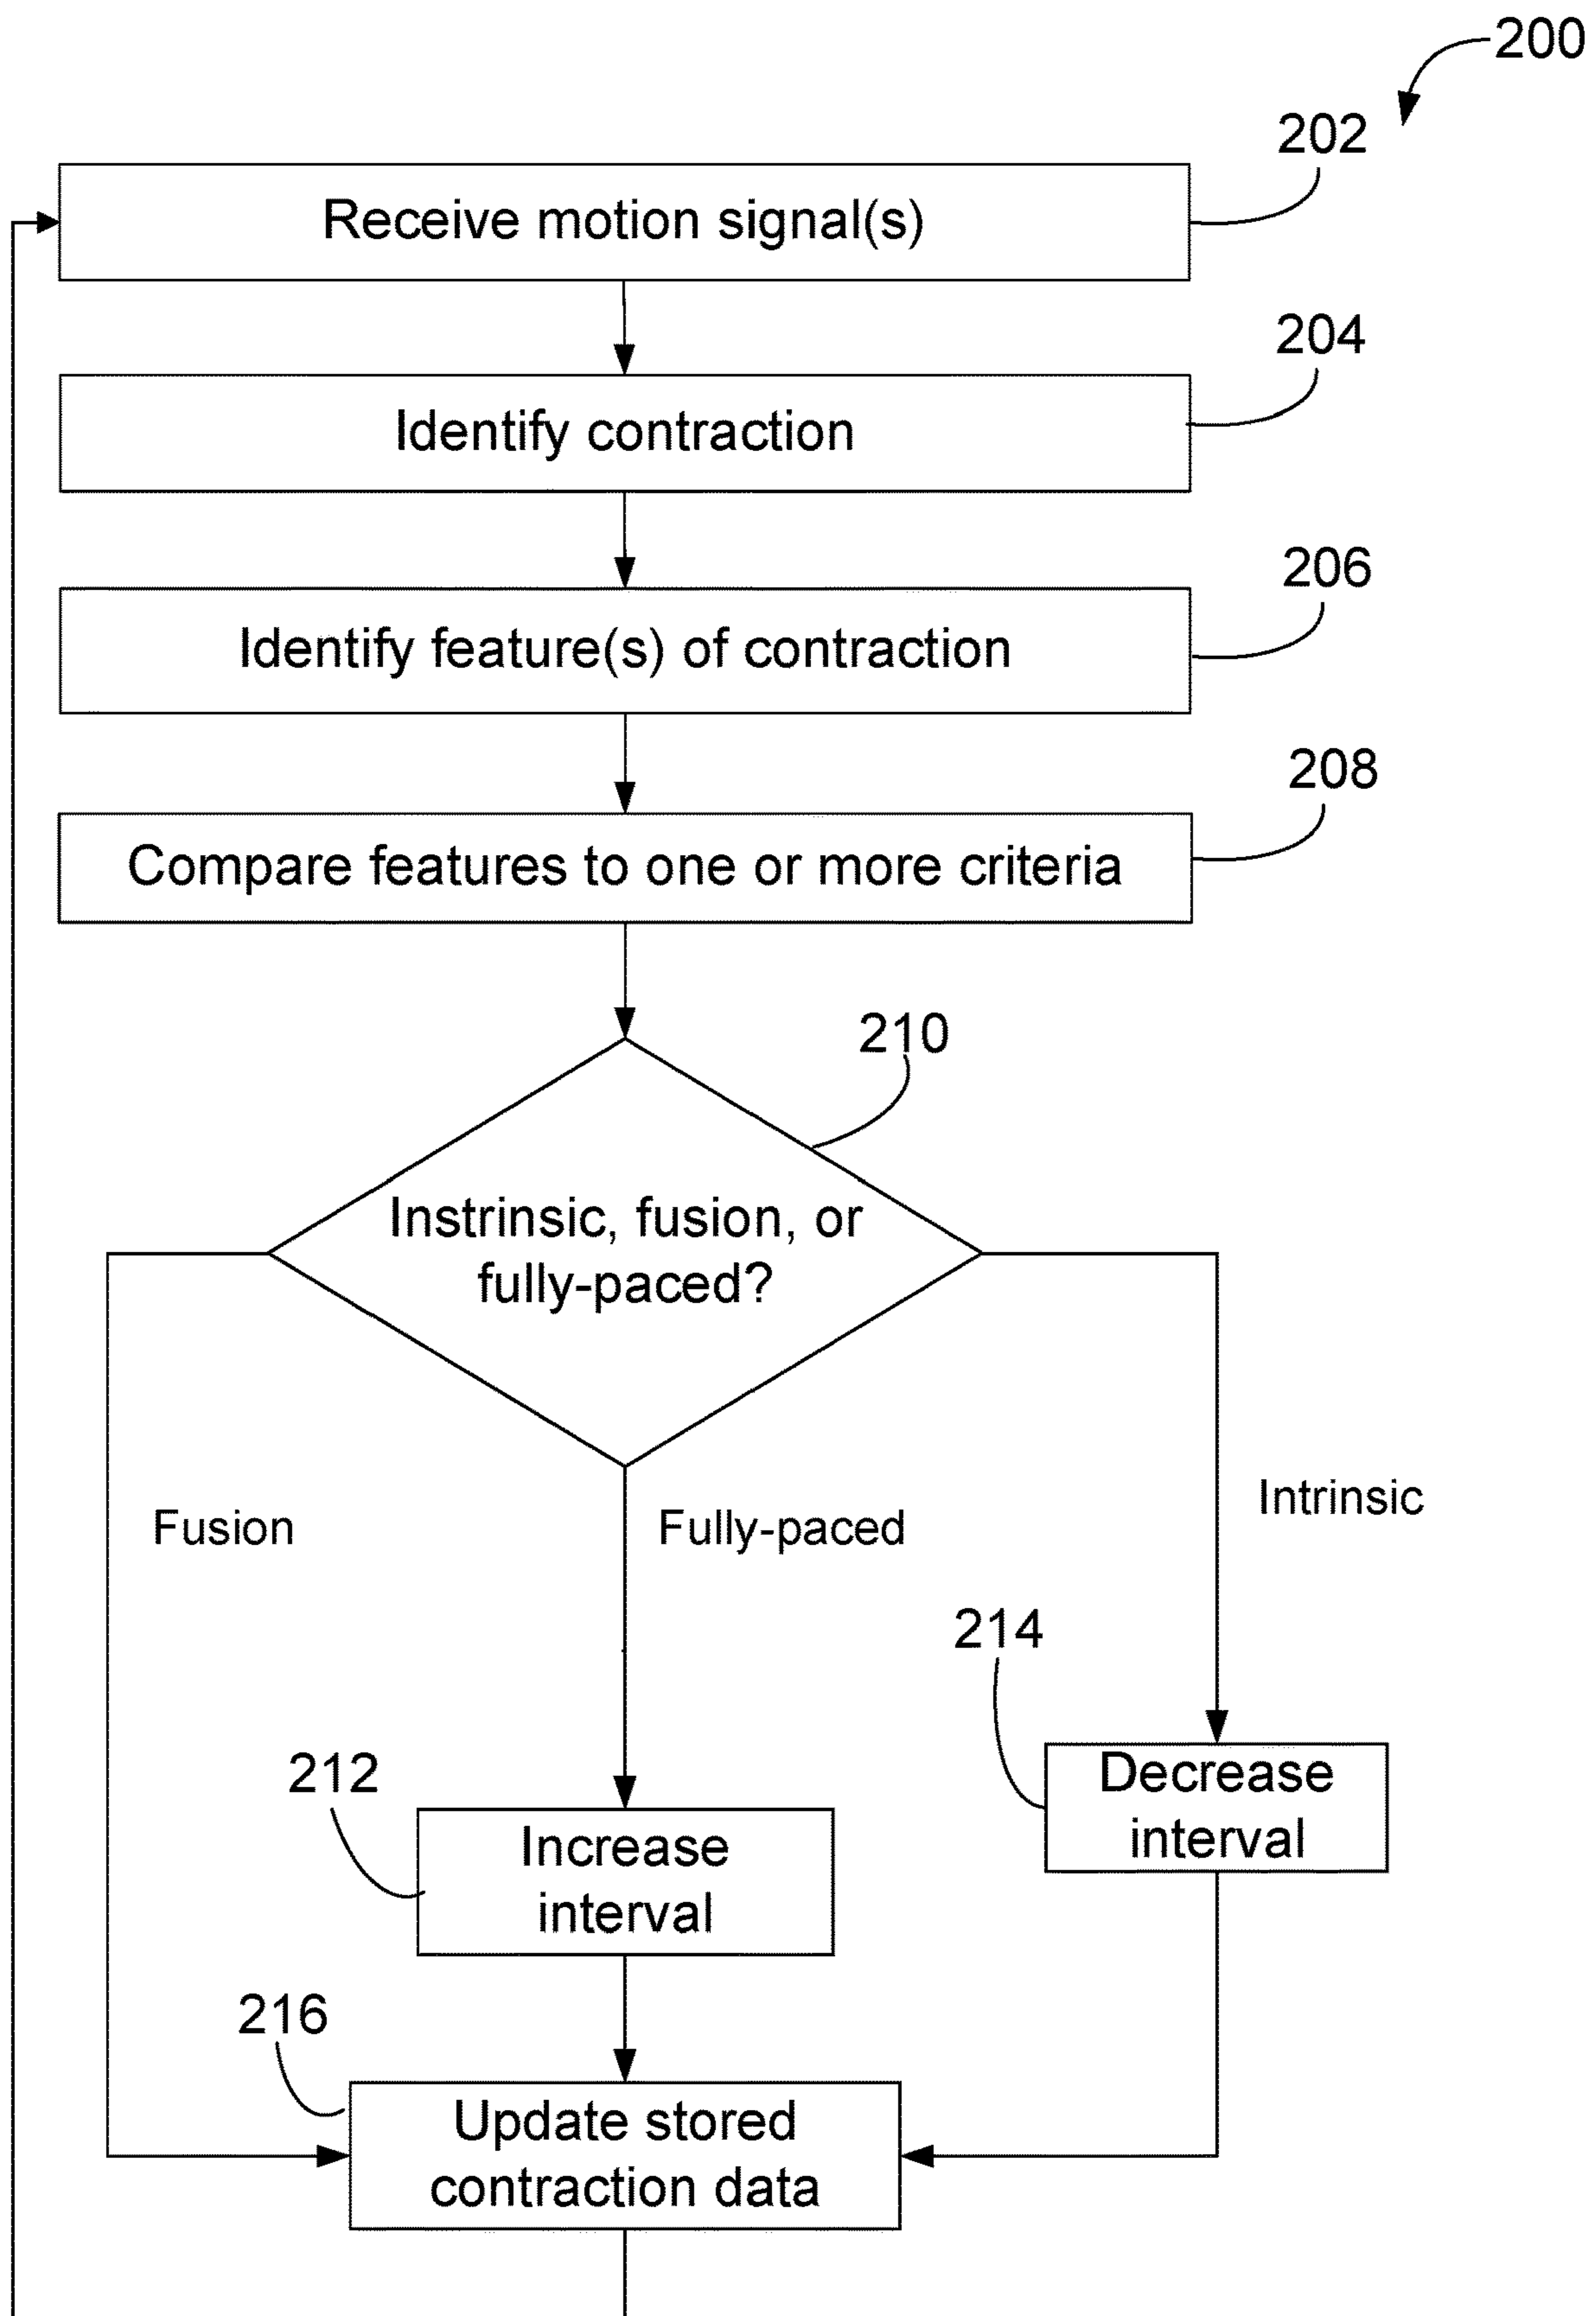 200
202
Receive motion signal(s)
204
Identify contraction
206
Identify feature(s) of contraction
208
Compare features to one or more criteria
210
Instrinsic, fusion, or
fully-paced?
Fusion
Fully-paced
Intrinsic
214
Decrease
interval
212
Increase
interval
216
Update stored
contraction data